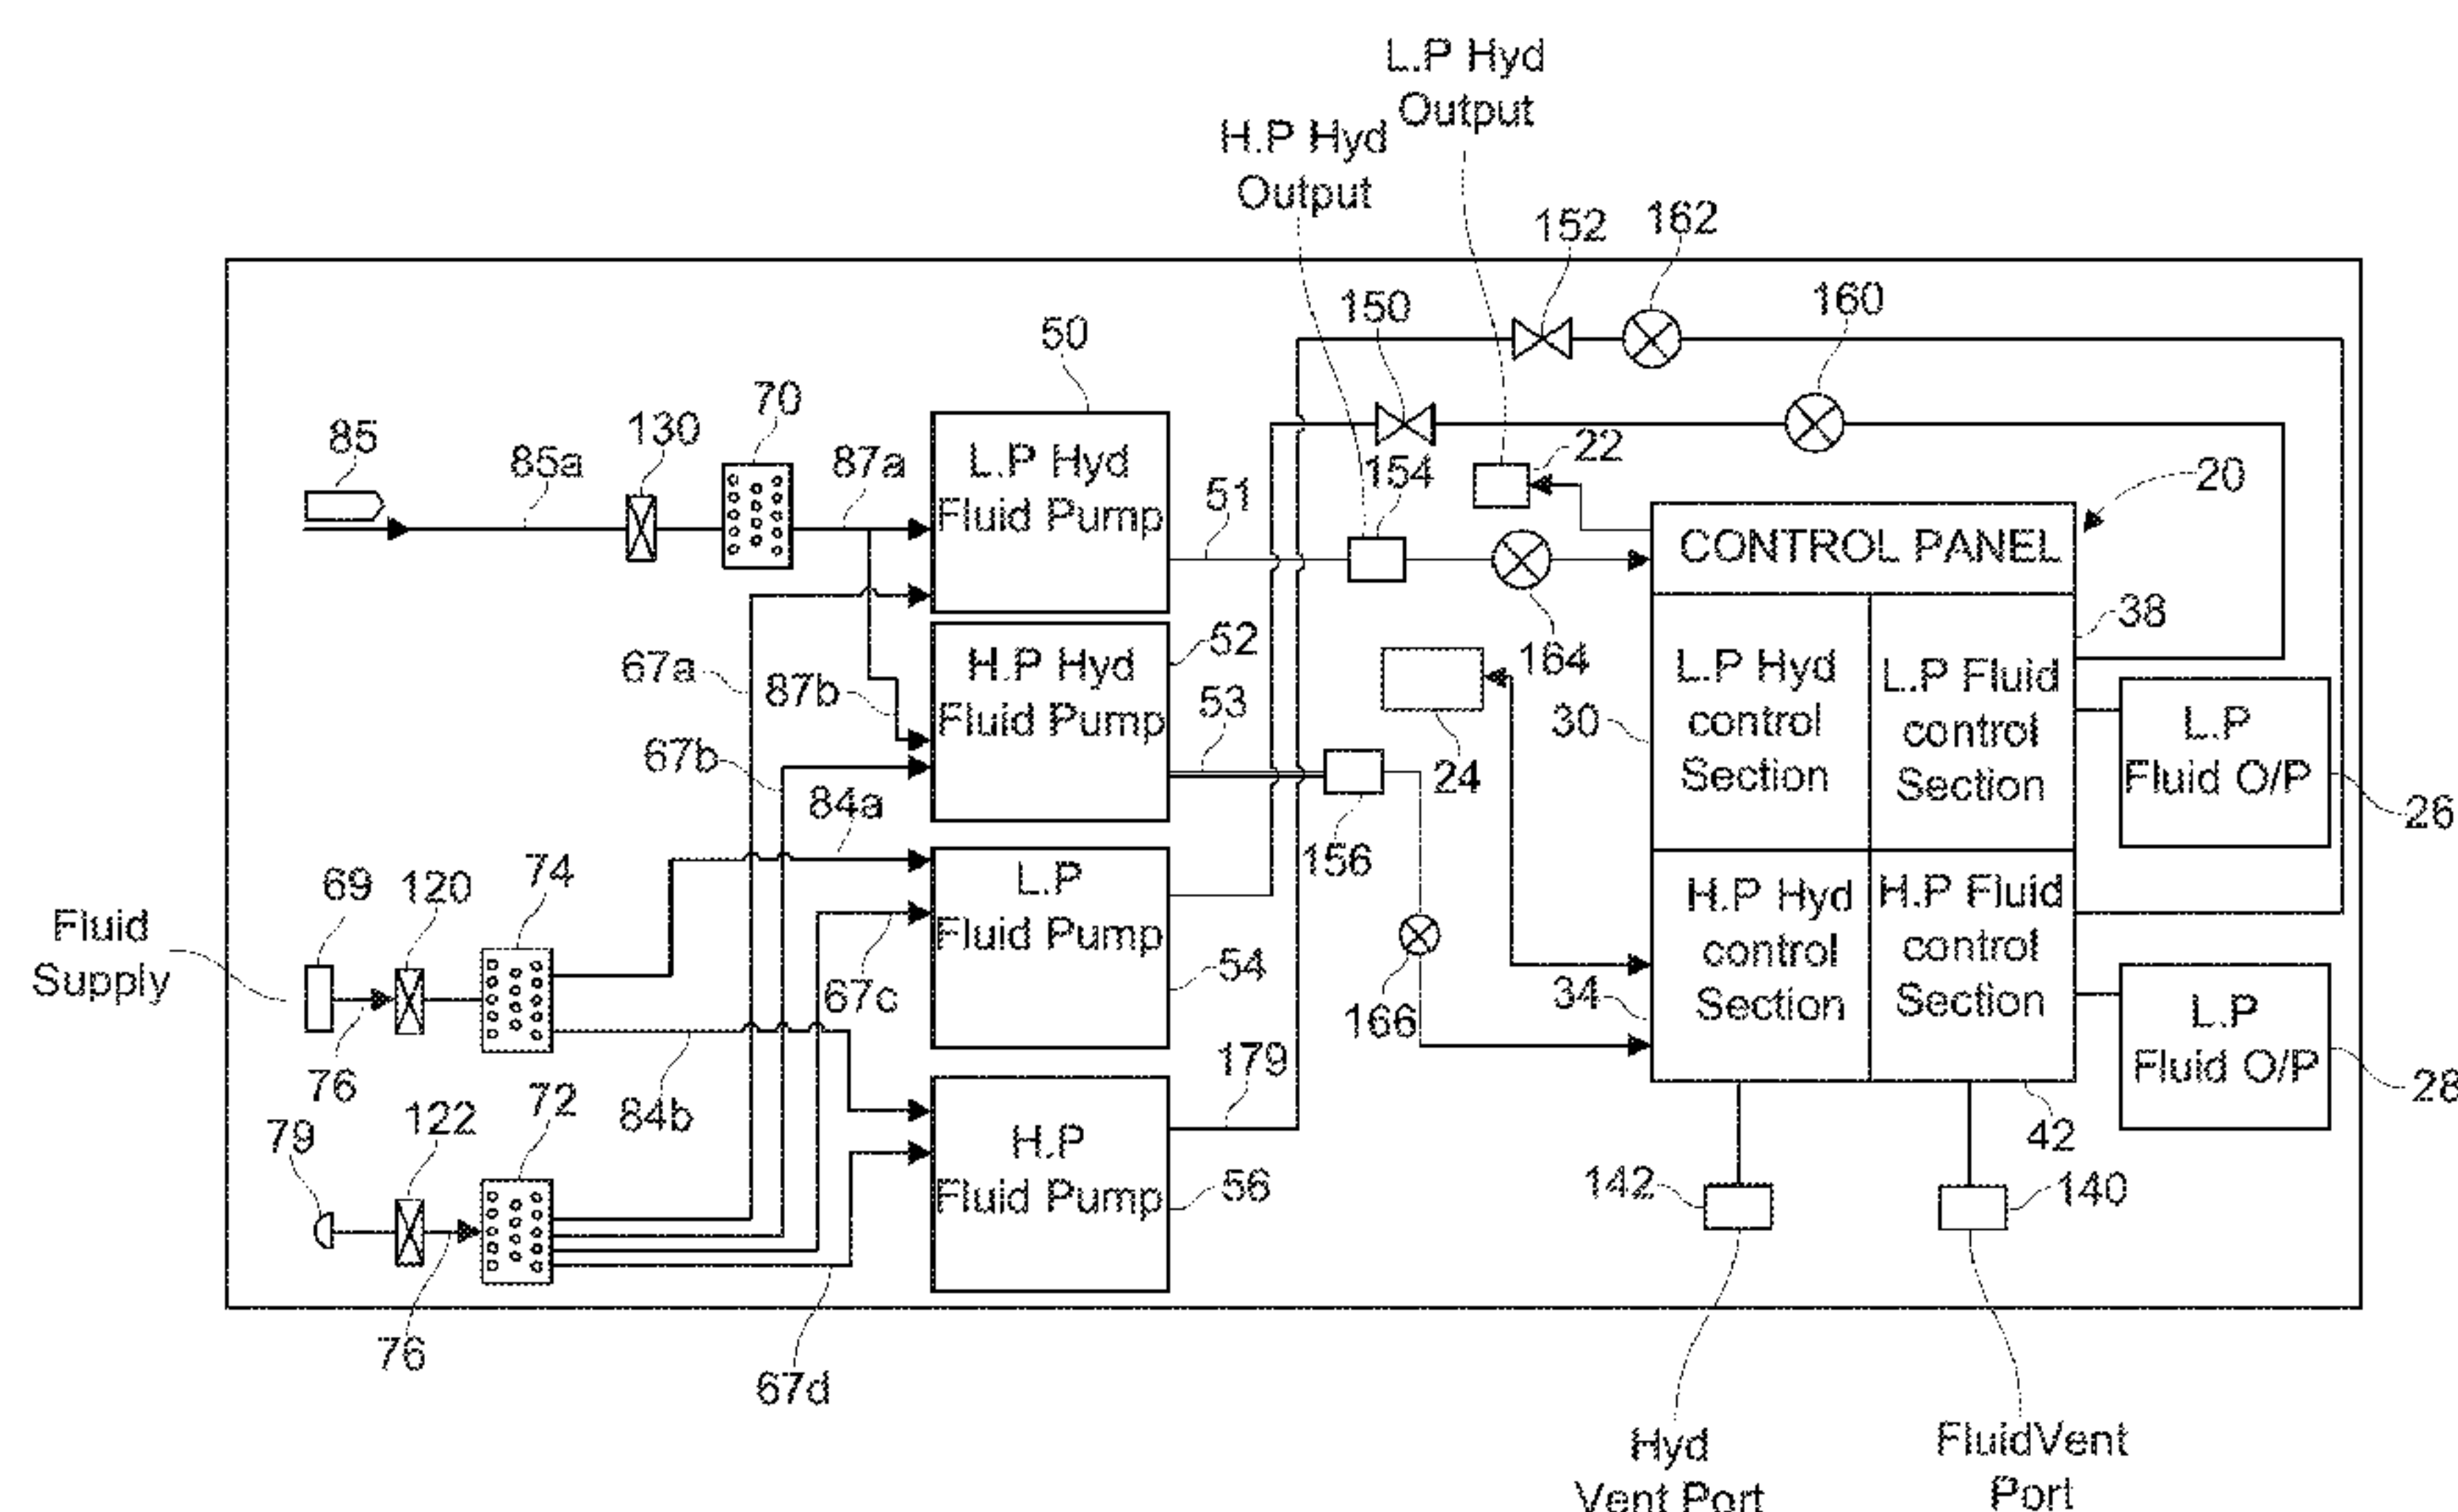 L.P Hyd
Output
H.P Hyd
Output
152
162
150
160
50
70
130
85
85a
87a
L.P Hyd
Fluid Pump
51
154
22
20
CONTROL PANEL
164
38
52
H.P Hyd
Fluid Pump
67a
87b
53
67b
84a
24
30
L.P Hyd
control
Section
L.P Fluid
control
Section
L.P
Fluid O/P
26
156
Fluid
Supply
69
120
74
L.P
Fluid Pump
54
67c
166
34
H.P Hyd
control
Section
H.P Fluid
control
Section
L.P
Fluid O/P
28
76
84b
179
42
79
122
72
H.P
Fluid Pump
56
142
140
76
67d
Hyd
Vent Port
FluidVent
Port